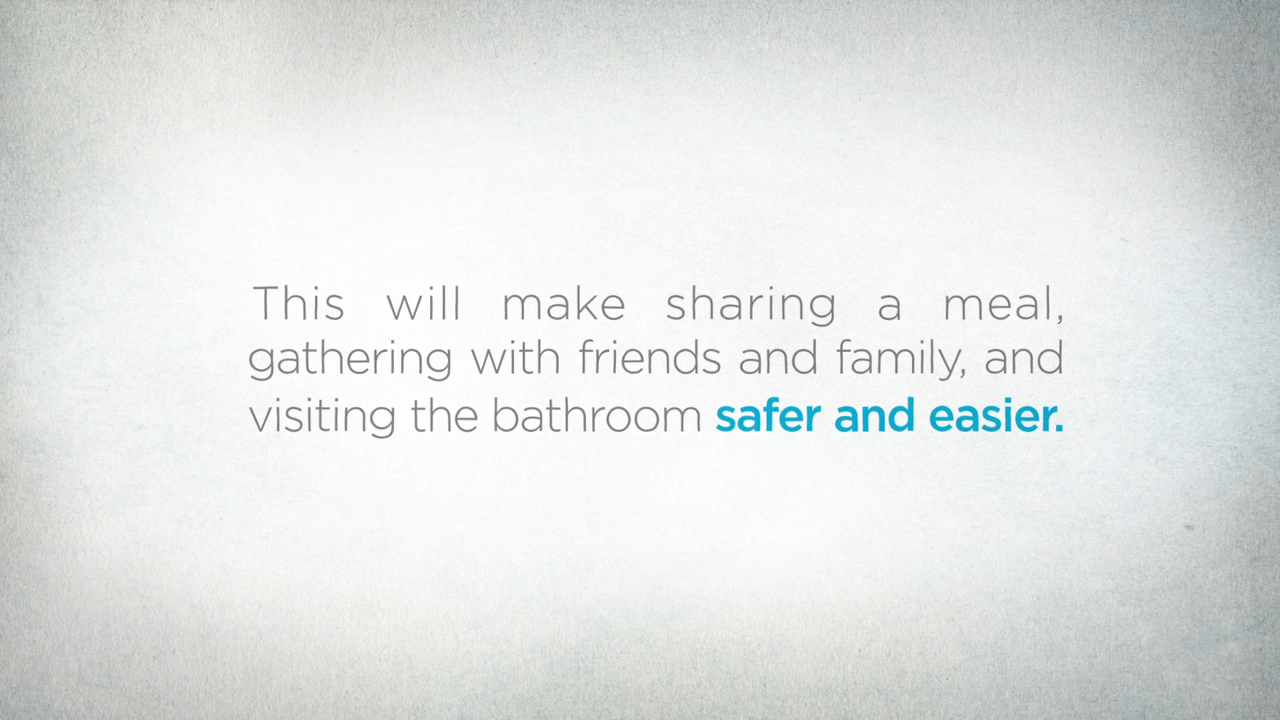 This will make sharing a meal,
gathering with friends and family, and
visiting the bathroom safer and easier.